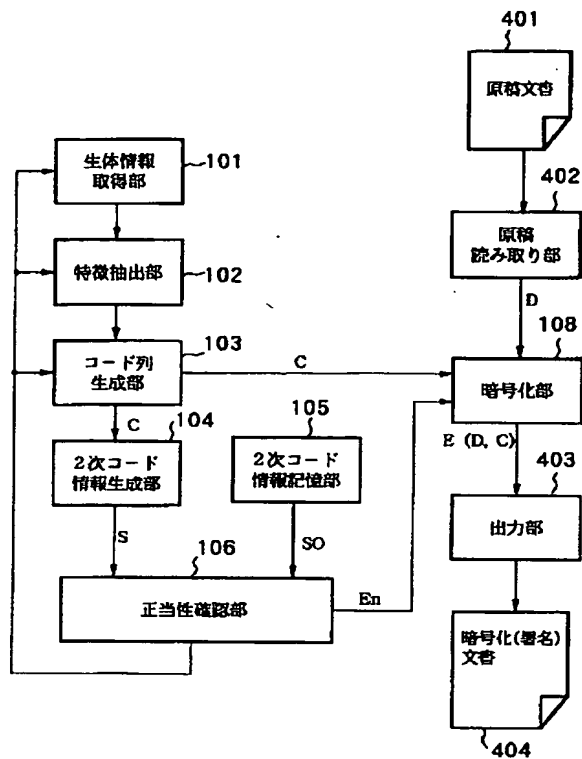 401
原稿文書
生体情報
取得部
101
402
原稿
読み取り部
特徴抽出部
102
D
103
コード列
生成部
C
108
暗号化部
C
104
105
E (D, C)
403
2次コード
情報生成部
2次コード
情報記憶部
出力部
S
SO
106
正当性確認部
En
暗号化(署名)
文書
404